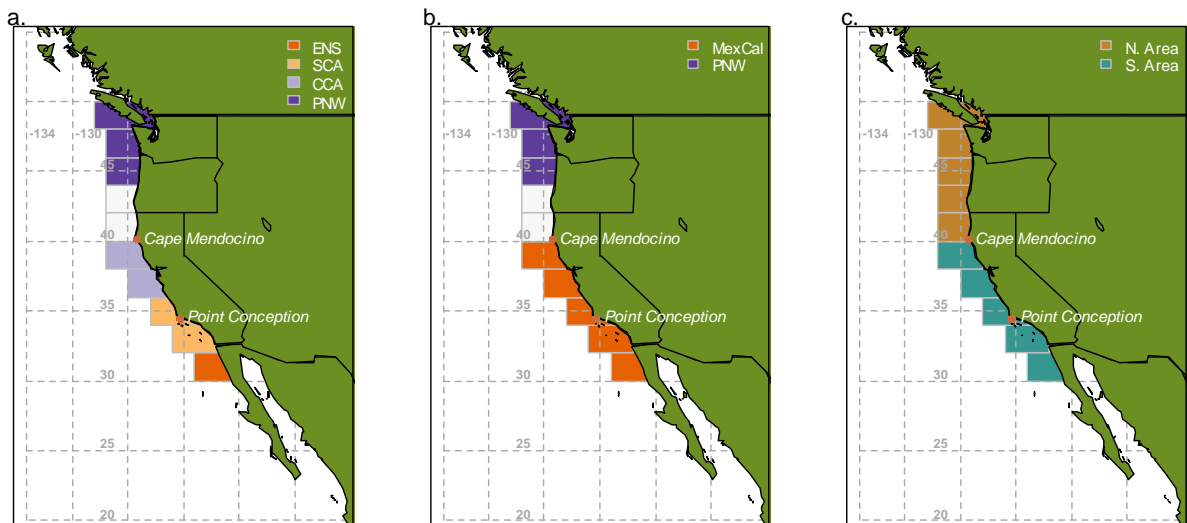 a.
ENS
SCA
CCA
PNW
-134
-130
45
Cape Mendocino
40
35
Point Conception
30
25
20
b.
MexCal
PNW
-134
-130
45
Cape Mendocino
40
35
Point Conception
30
25
20
c.
N. Area
S. Area
-134
-130
45
Cape Mendocino
40
35
Point Conception
30
25
20